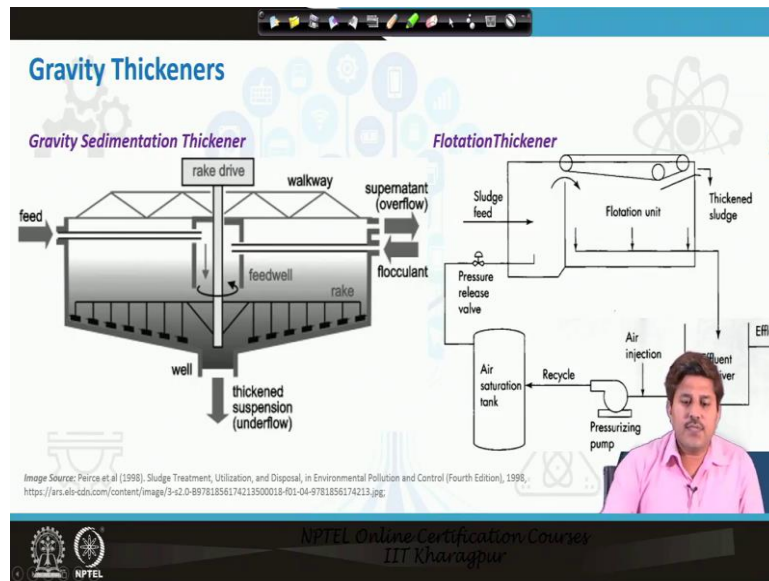 Gravity Thickeners
Gravity Sedimentation Thickener
rake drive
walkway
feed
supernatant
(overflow)
flocculant
feedwell
rake
well
thickened
suspension
(underflow)
FlotationThickener
Sludge
feed
Flotation unit
Thickened
sludge
Pressure
release
valve
Air
saturation
tank
Recycle
Air
injection
Pressurizing
pump
Image Source: Peirce et al (1998). Sludge Treatment, Utilization, and Disposal, in Environmental Pollution and Control (Fourth Edition), 1998,
https://ars.els-cdn.com/content/image/3-s2.0-B9781856174213500018-f01-04-9781856174213.jpg;
NPTEL
NPTEL Online Certification Courses
IIT Kharagpur